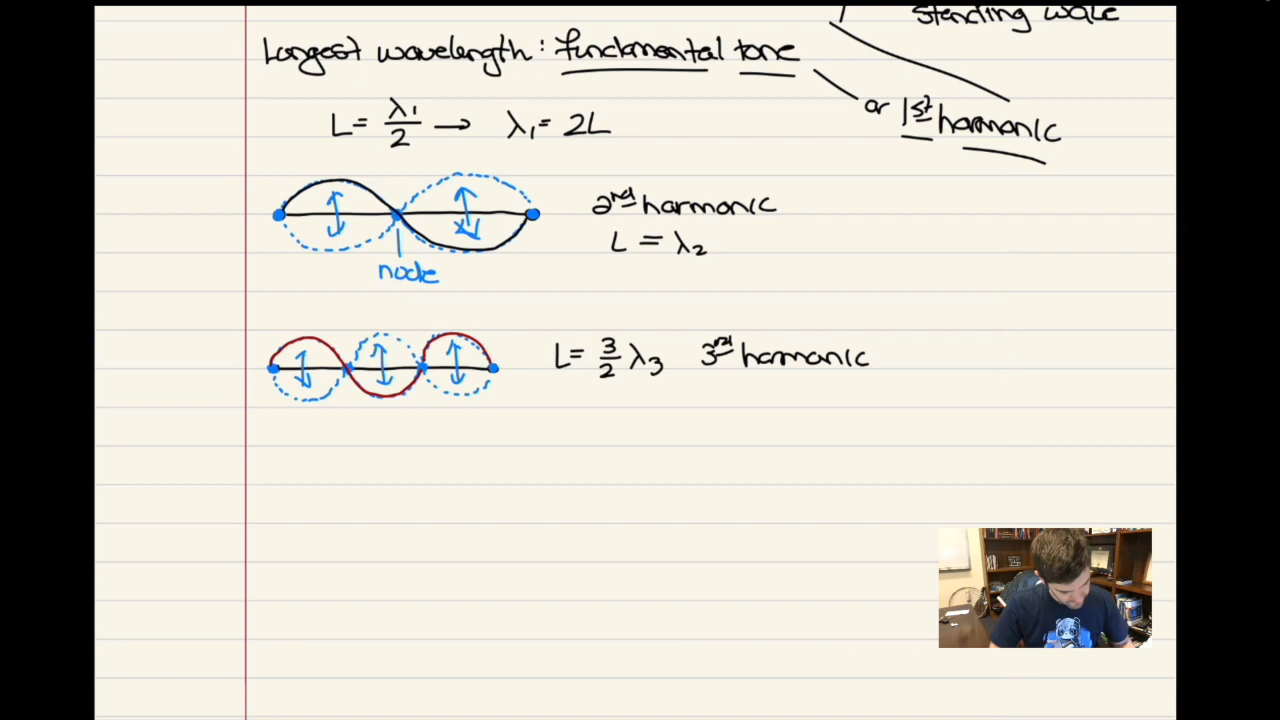 standing wave
Longest wavelength: fundamental tone
or 1st harmonic
L = λ1/2 → λ1 = 2L
2nd harmonic
L = λ2
node
L = 3/2 λ3 3rd harmonic